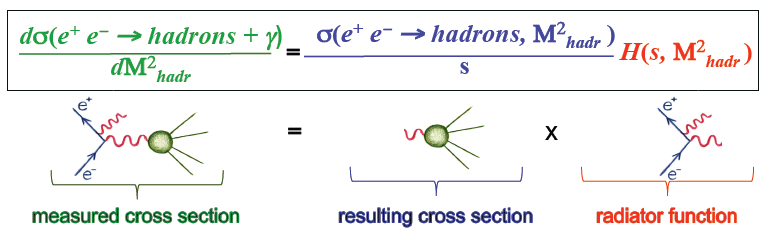 dσ(e⁺ e⁻ → hadrons + γ) / dM²hadr = σ(e⁺ e⁻ → hadrons, M²hadr) / s H(s, M²hadr)
e⁺ e⁻ = x e⁺ e⁻
measured cross section resulting cross section radiator function